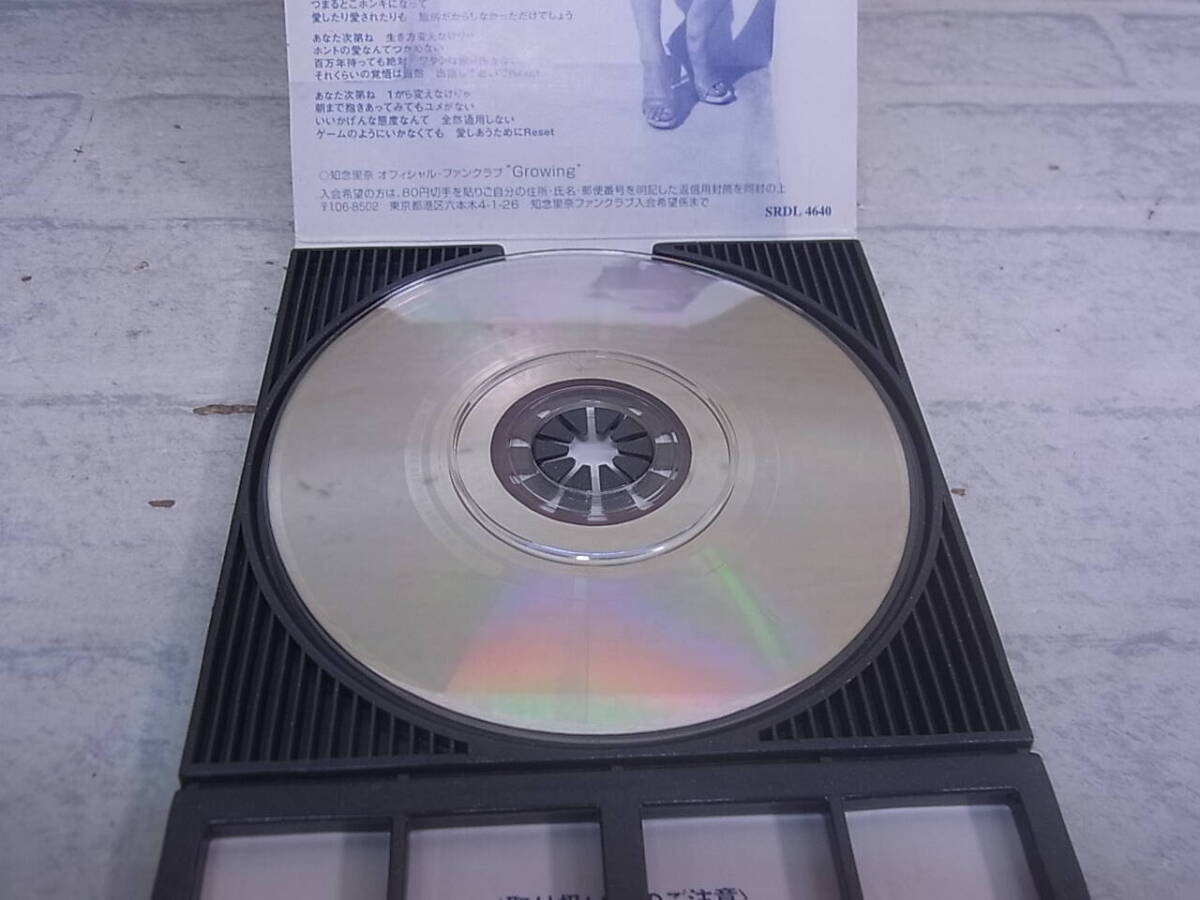 つまるとこホンキになって
愛したり愛されたりも 臆病だからしなかっただけでしょう
あなた次第ね 生き方変えなけりゃ
ホントの愛なんてつかめない
百万年待っても絶対
それくらいの覚悟は Reset
あなた次第ね 1から変えなけりゃ
朝まで抱きあってみてもユメがない
いいかげんな態度なんて 全然通用しない
ゲームのようにいかなくても 愛しあうためにReset
○知念里奈 オフィシャル・ファンクラブ "Growing"
入会希望の方は、80円切手を貼りご自分の住所・氏名・郵便番号を明記した返信用封筒を同封の上
〒106-8502 東京都港区六本木4-1-26 知念里奈ファンクラブ入会希望係まで
SRDL 4640
のご注意〉